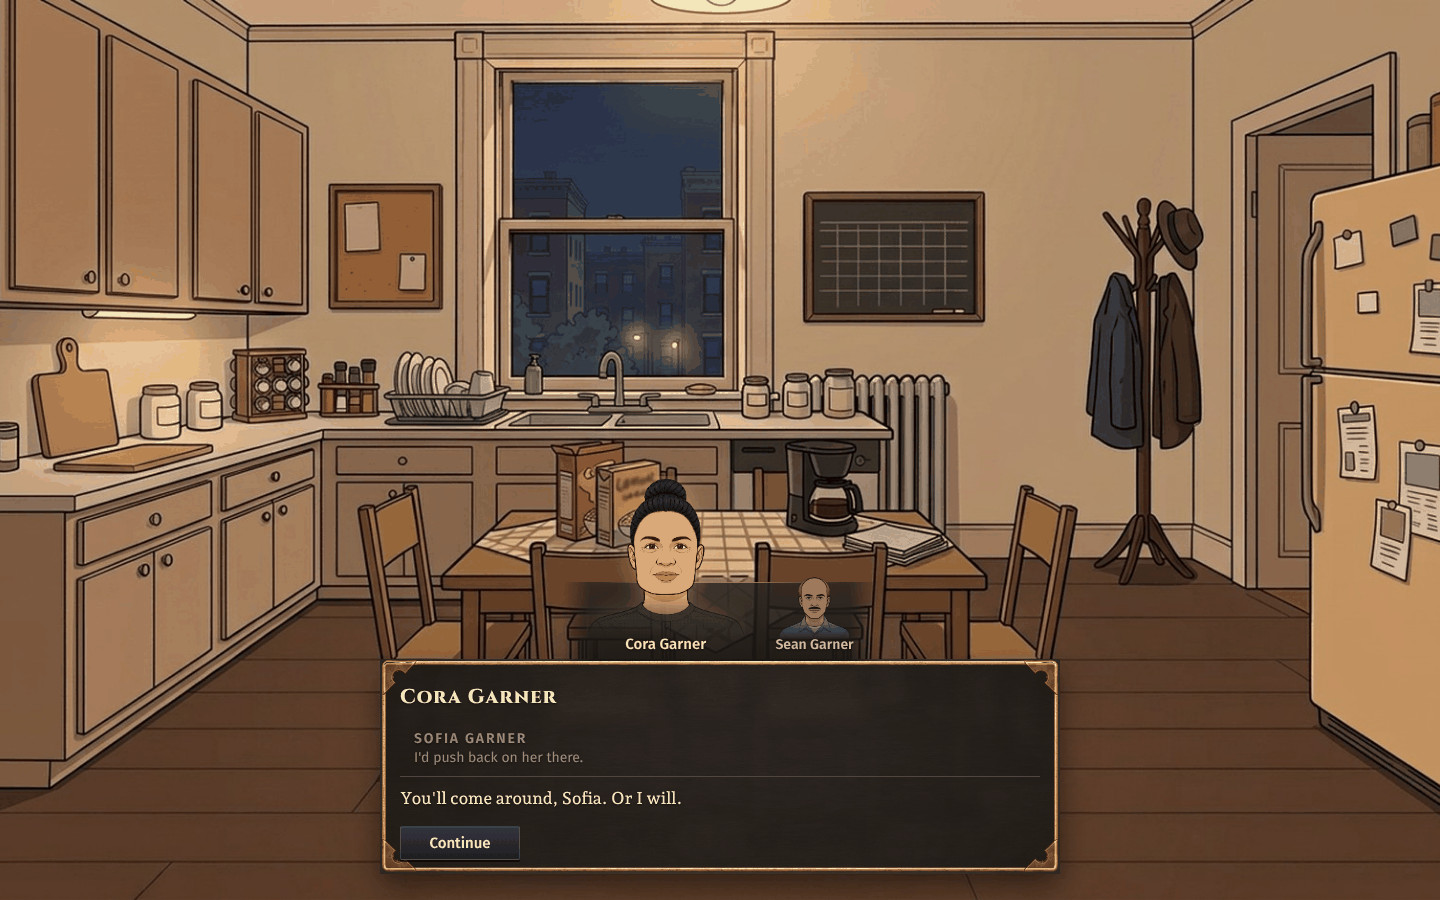 Cora Garner
Sean Garner
Cora Garner
SOFIA GARNER
I'd push back on her there.
You'll come around, Sofia. Or I will.
Continue